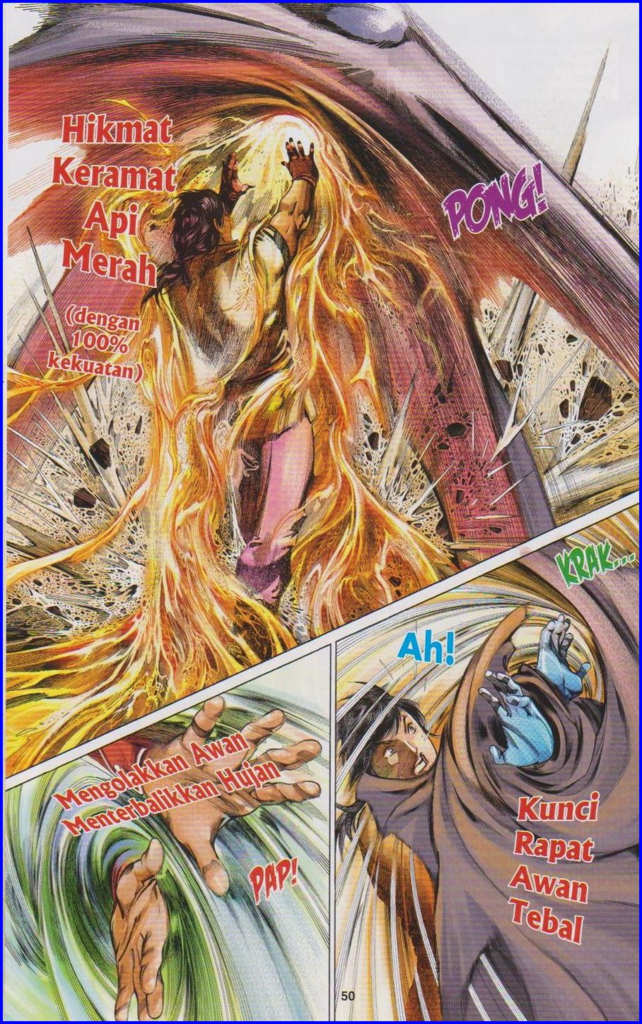 Hikmat
Keramat
Api
Merah
(dengan
100%
kekuatan)
PONG!
KRAK...
Ah!
Mengolakkan Awan
Menterbalikkan Hujan
PAP!
Kunci
Rapat
Awan
Tebal
50